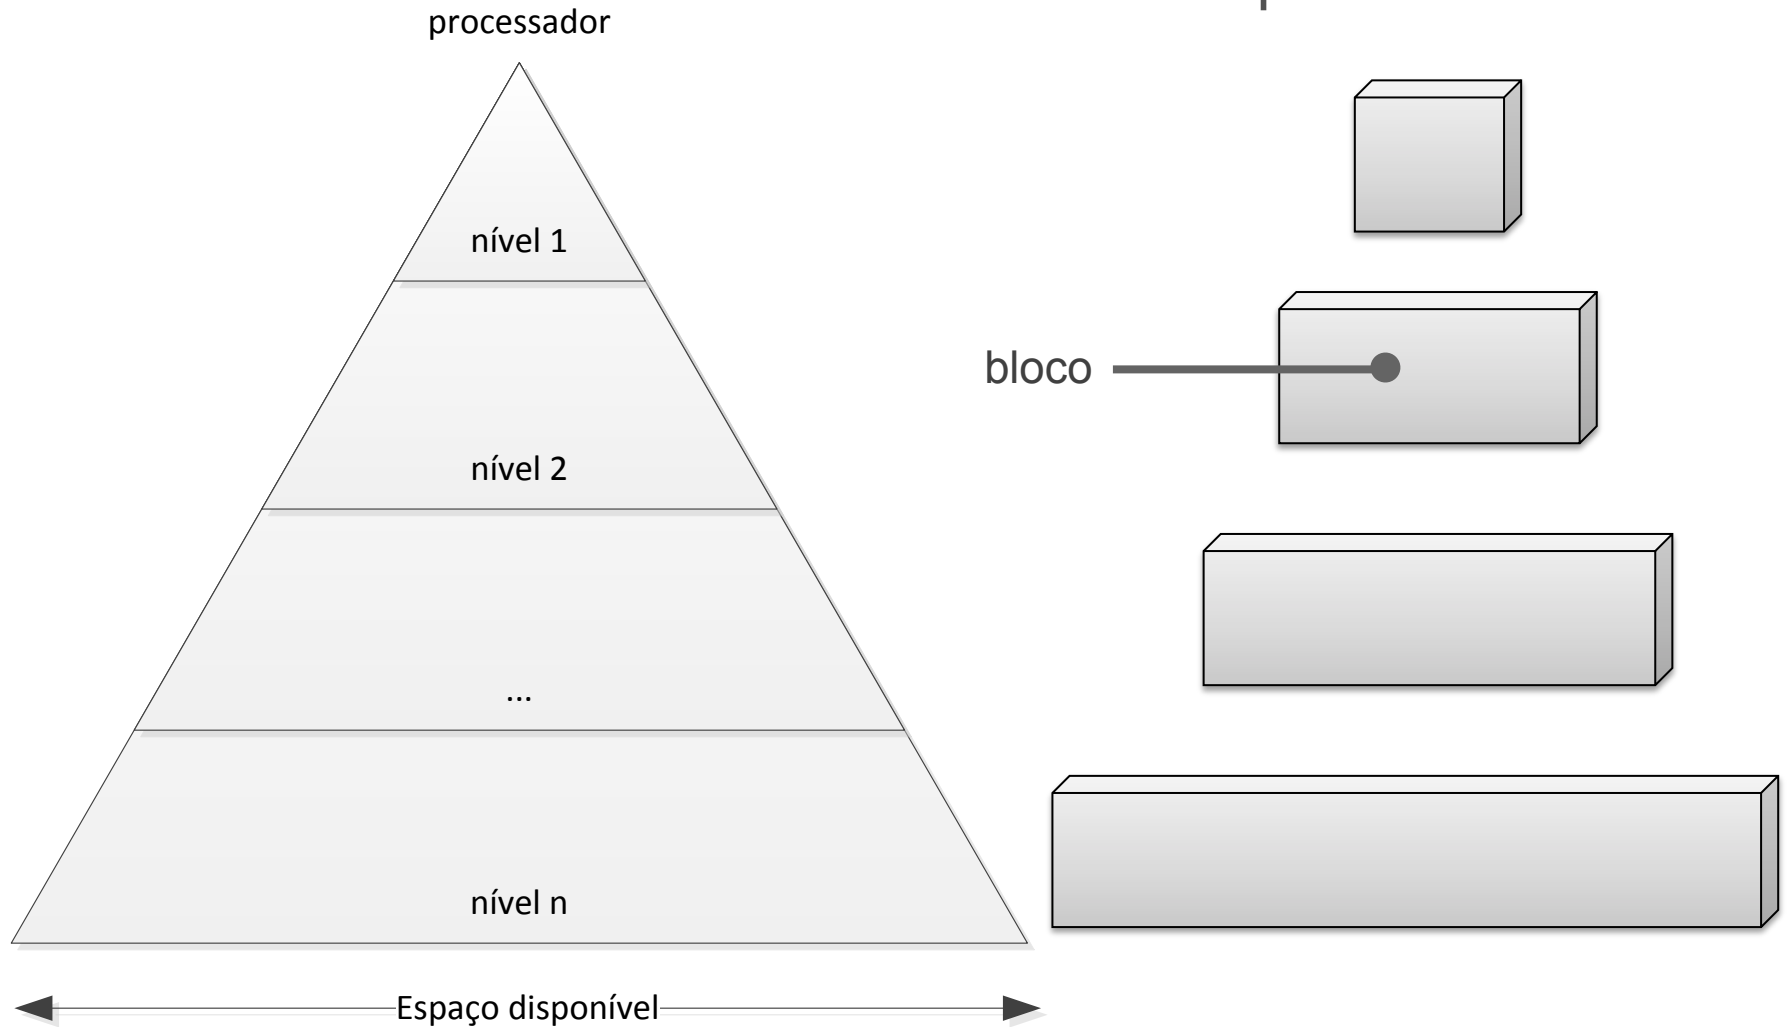 processador
nível 1
nível 2
bloco
...
nível n
Espaço disponível